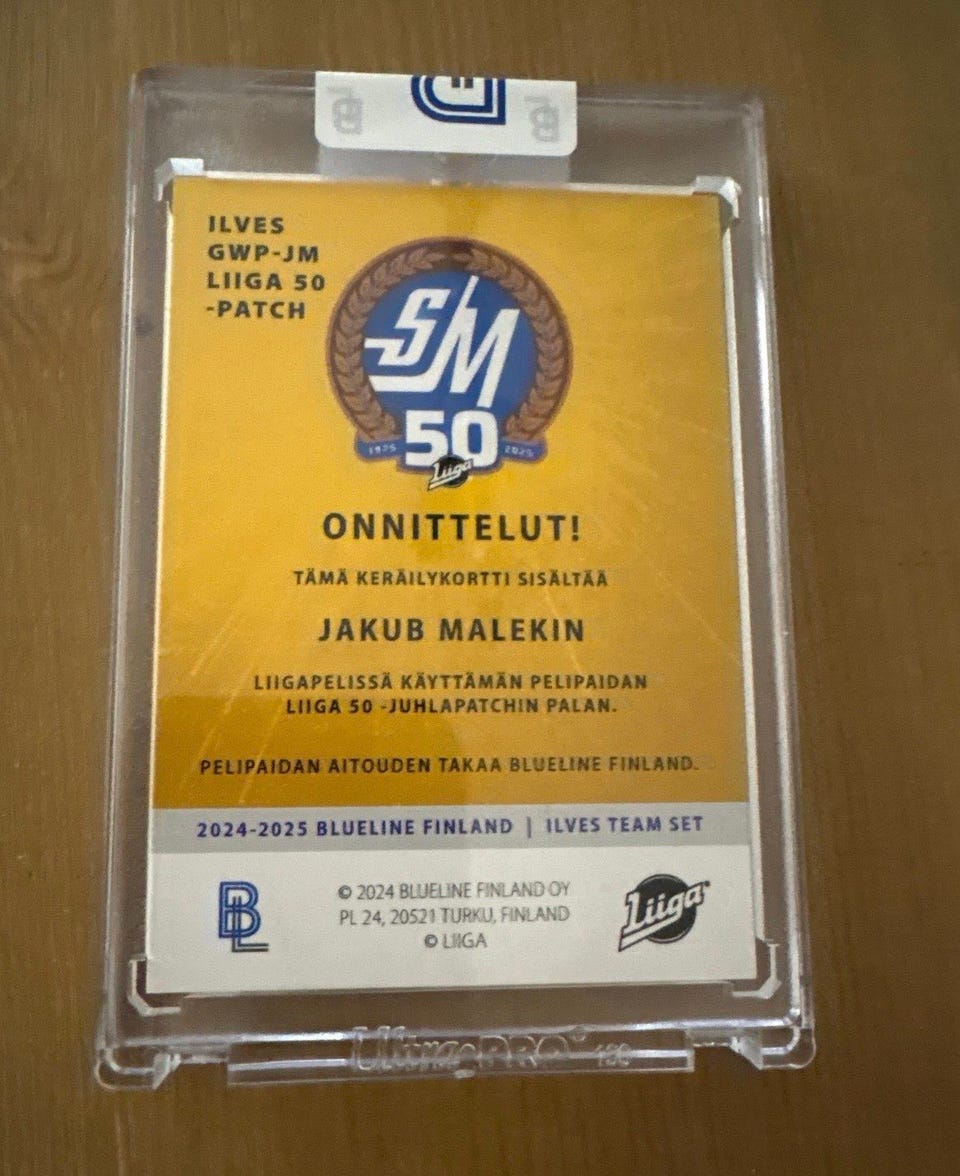 ILVES
GWP-JM
LIIGA 50
-PATCH
SM
50
1975 2025
Liiga
ONNITTELUT!
TÄMÄ KERÄILYKORTTI SISÄLTÄÄ
JAKUB MALEKIN
LIIGAPELISSÄ KÄYTTÄMÄN PELIPAIDAN
LIIGA 50 -JUHLAPATCHIN PALAN.
PELIPAIDAN AITOUDEN TAKAA BLUELINE FINLAND.
2024-2025 BLUELINE FINLAND | ILVES TEAM SET
BL
© 2024 BLUELINE FINLAND OY
PL 24, 20521 TURKU, FINLAND
© LIIGA
Liiga
Ultra PRO